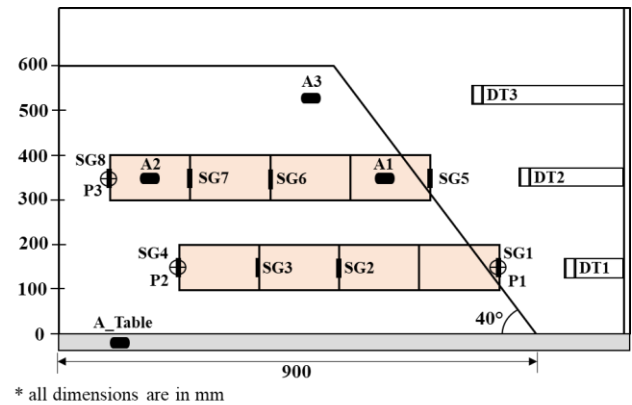 600
A3
DT3
500
400
SG8
A2
A1
SG7
SG6
SG5
DT2
P3
300
200
SG4
SG1
SG3
SG2
DT1
P2
P1
100
A_Table
40°
0
900
* all dimensions are in mm